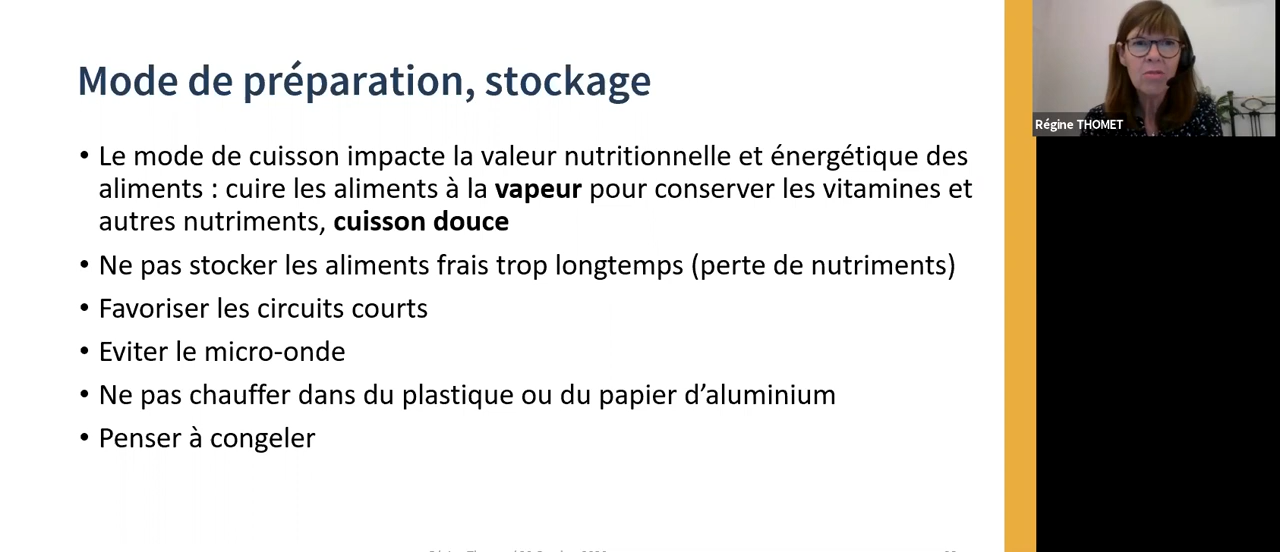 Mode de préparation, stockage
• Le mode de cuisson impacte la valeur nutritionnelle et énergétique des
aliments : cuire les aliments à la vapeur pour conserver les vitamines et
autres nutriments, cuisson douce
• Ne pas stocker les aliments frais trop longtemps (perte de nutriments)
• Favoriser les circuits courts
• Eviter le micro-onde
• Ne pas chauffer dans du plastique ou du papier d’aluminium
• Penser à congeler
Régine THOMET